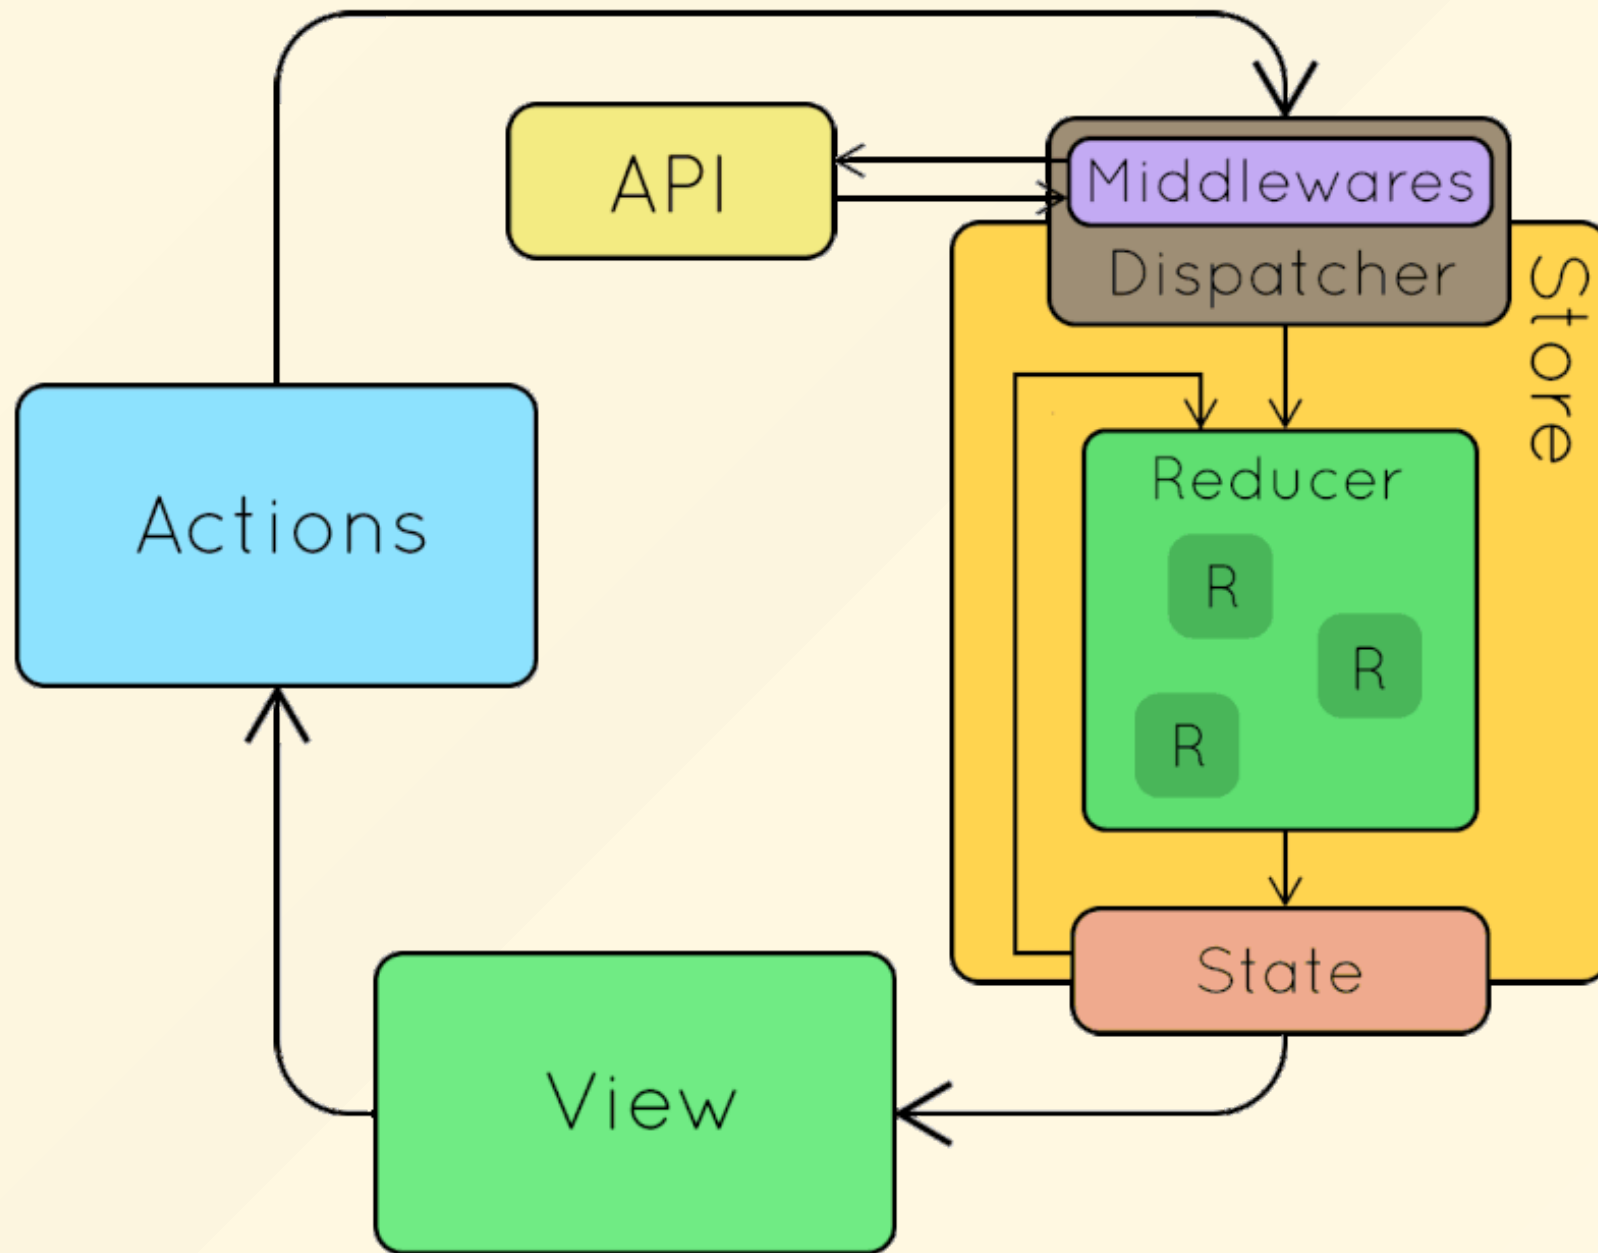 API
Middlewares
Dispatcher
Store
Actions
Reducer
R
R
R
State
View